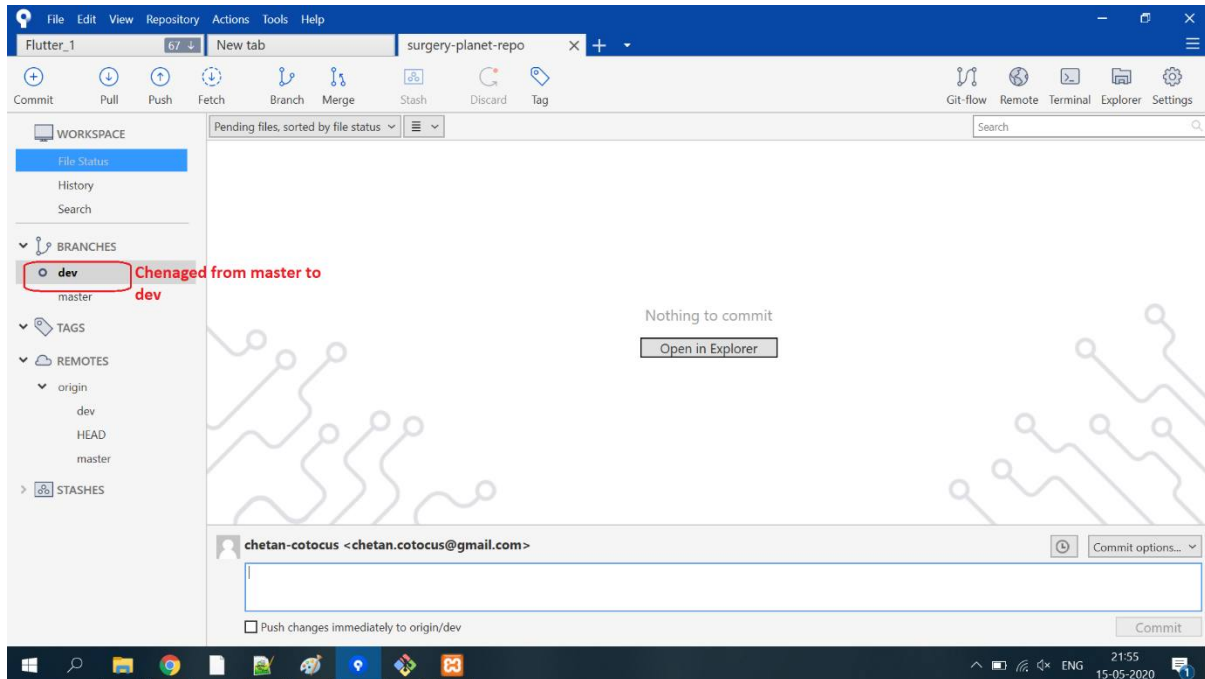 File Edit View Repository Actions Tools Help
Flutter_1 67 New tab surgery-planet-repo
Commit Pull Push Fetch Branch Merge Stash Discard Tag Git-flow Remote Terminal Explorer Settings
WORKSPACE
File Status
History
Search
BRANCHES
dev
master
TAGS
REMOTES
origin
dev
HEAD
master
STASHES
Chenaged from master to
dev
Pending files, sorted by file status
Search
Nothing to commit
Open in Explorer
chetan-cotocus <chetan.cotocus@gmail.com>
Commit options...
Push changes immediately to origin/dev
Commit
ENG
21:55
15-05-2020
1